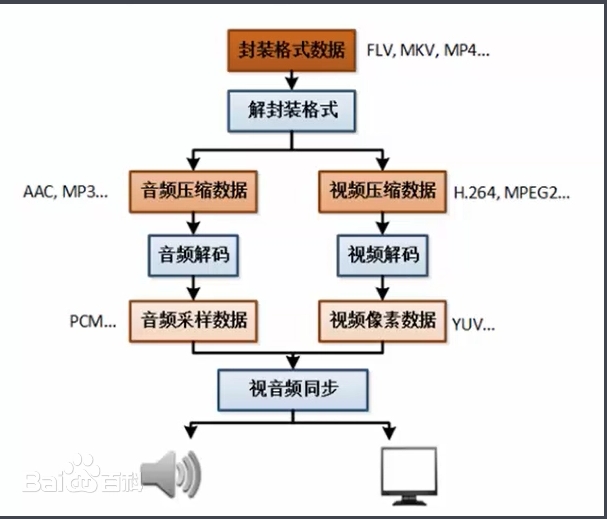 封装格式数据 FLV, MKV, MP4...
解封装格式
AAC, MP3... 音频压缩数据 视频压缩数据 H.264, MPEG2...
音频解码 视频解码
PCM... 音频采样数据 视频像素数据 YUV...
视音频同步
Bai百科